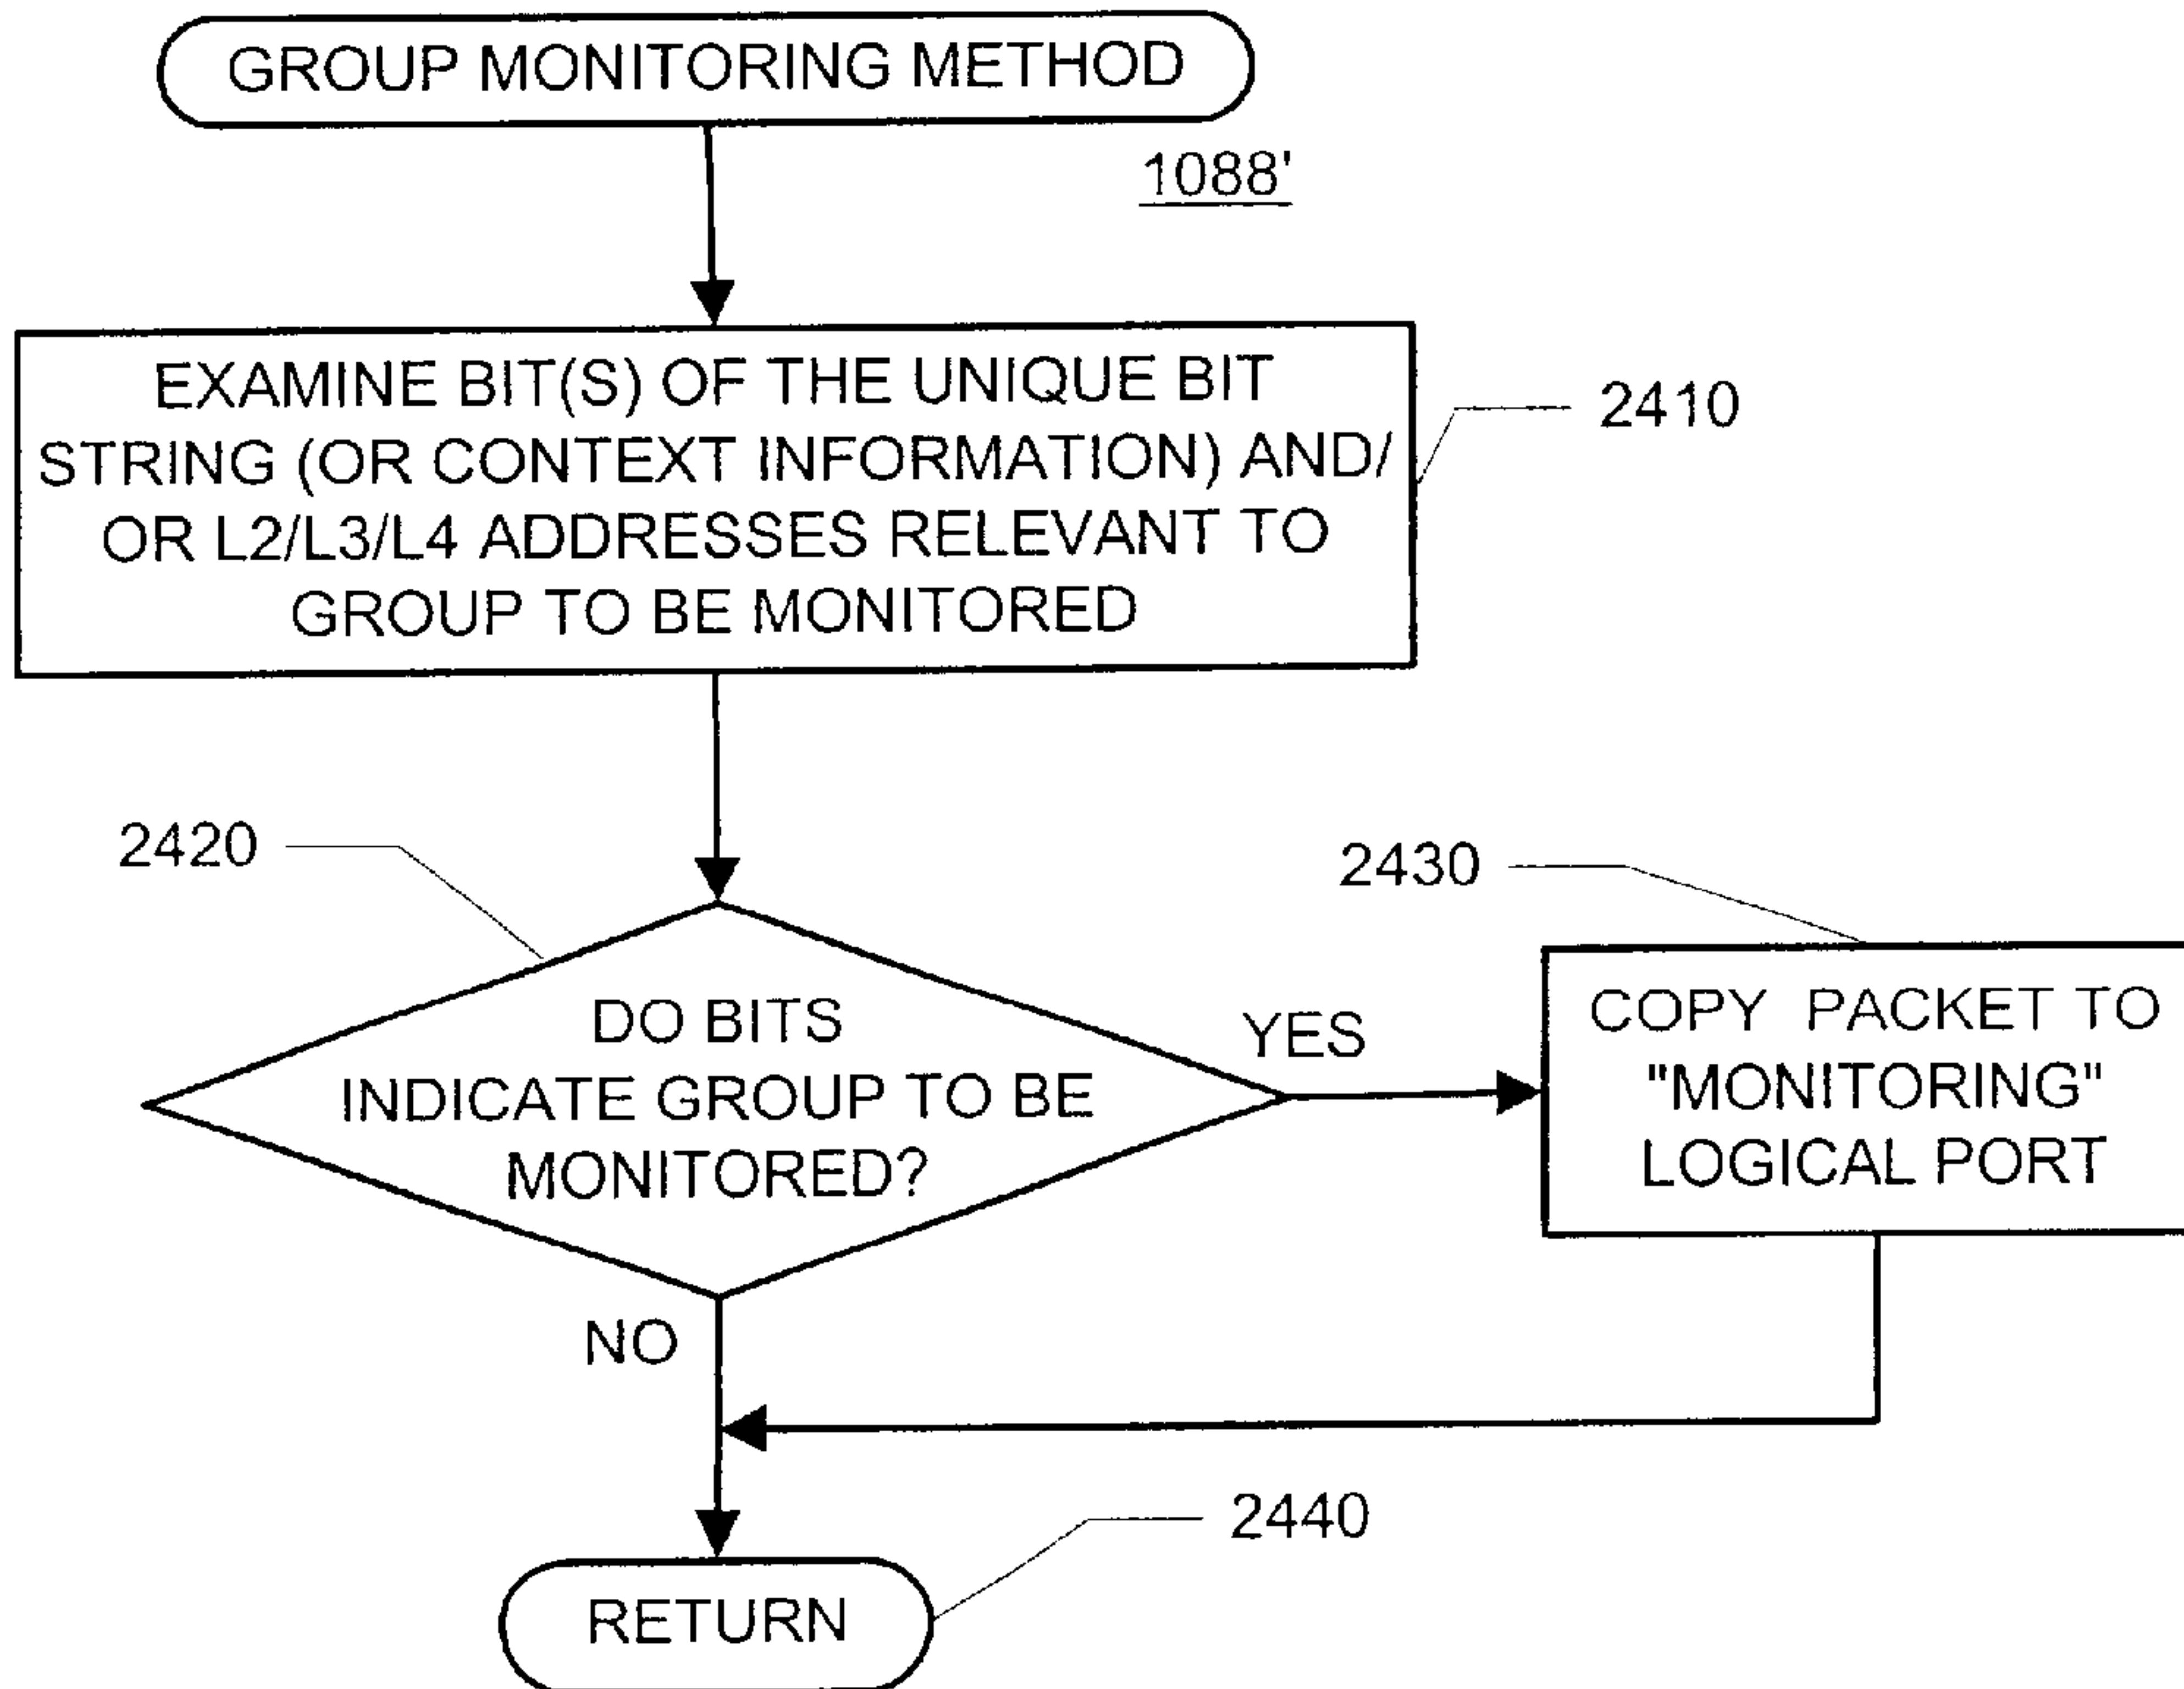 GROUP MONITORING METHOD
1088'
EXAMINE BIT(S) OF THE UNIQUE BIT
STRING (OR CONTEXT INFORMATION) AND/
OR L2/L3/L4 ADDRESSES RELEVANT TO
GROUP TO BE MONITORED
2410
2420
DO BITS
INDICATE GROUP TO BE
MONITORED?
YES
2430
COPY PACKET TO
"MONITORING"
LOGICAL PORT
NO
2440
RETURN